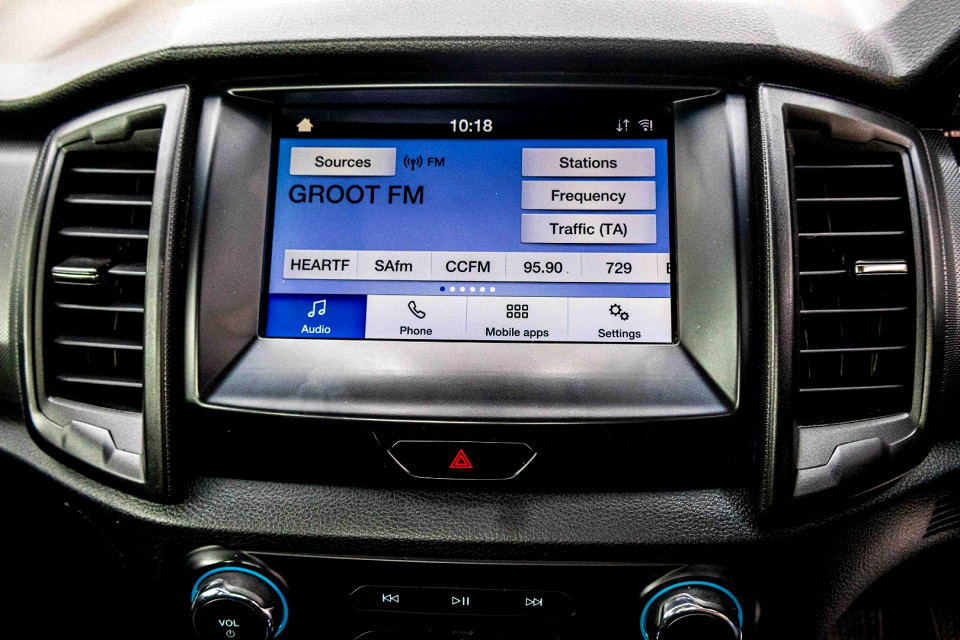 10:18
Sources FM Stations
GROOT FM Frequency
Traffic (TA)
HEARTF SAfm CCFM 95.90 729
Audio Phone Mobile apps Settings
VOL